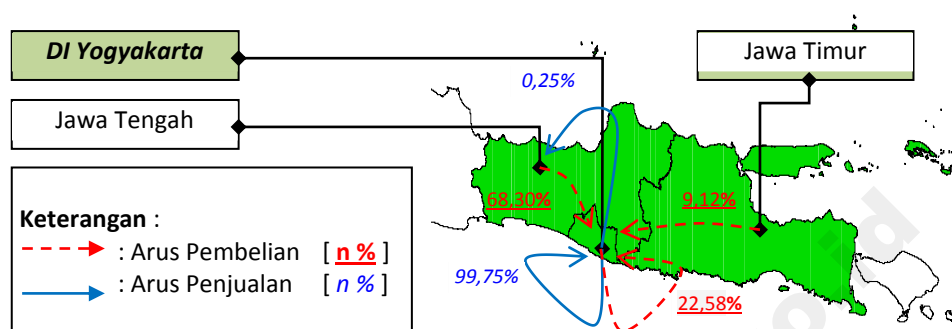 DI Yogyakarta
Jawa Timur
0,25%
Jawa Tengah
68,30%
9,12%
Keterangan :
: Arus Pembelian [ n % ]
: Arus Penjualan [ n % ]
99,75%
22,58%